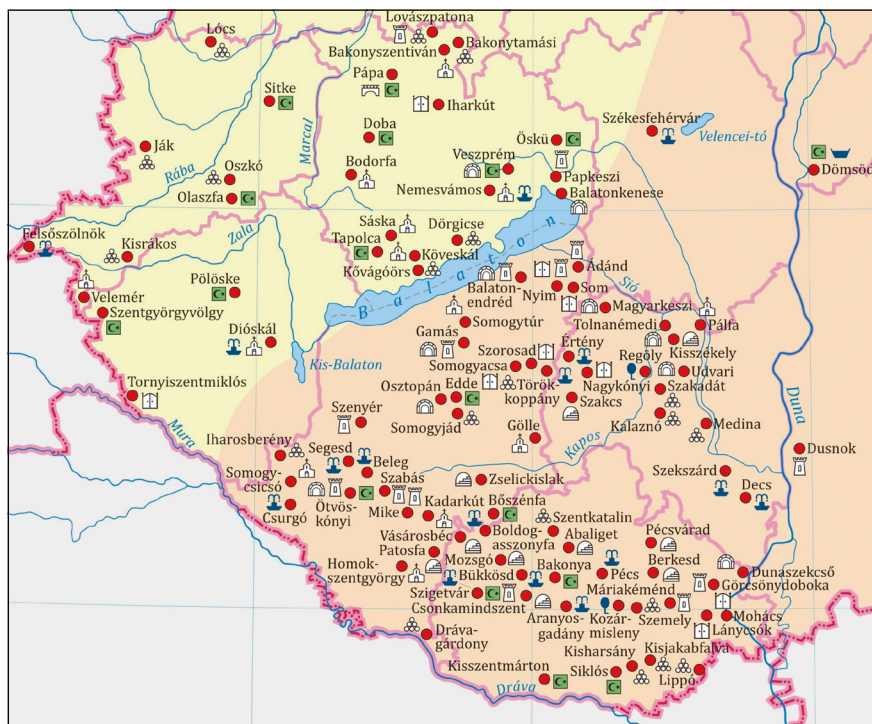 Lócs
Lovászpatona
Bakonyszentiván
Bakonytamási
Pápa
Sitke
Iharkút
Marcal
Doba
Öskü
Székesfehérvár
Velencei-tó
Ják
Rába
Oszkó
Olaszfa
Bodorfa
Veszprém
Nemesvámos
Papkeszi
Balatonkenese
Dömsöd
Felsőszölnök
Kisrákos
Zala
Sáska
Tapolca
Dörgicse
Köveskál
Kővágóörs
Balaton
Pölöske
Velemér
Szentgyörgyvölgy
Dióskál
Kis-Balaton
Balaton-
endréd
Nyim
Ádánd
Som
Sió
Magyarkeszi
Somogytúr
Gamás
Tolnanémedi
Pálfa
Szorosad
Értény
Regöly
Kisszékely
Somogyacsa
Udvari
Tornyiszentmiklós
Mura
Osztopán
Edde
Török-
koppány
Nagykónyi
Szakadát
Szakcs
Duna
Szenyér
Somogyjád
Gölle
Kapos
Kalaznó
Medina
Iharosberény
Segesd
Beleg
Dusnok
Somogy-
csicsó
Szabás
Zselickislak
Szekszárd
Decs
Csurgó
Ötvös-
kónyi
Mike
Kadarkút
Bőszénfa
Szentkatalin
Vásárosbéc
Boldog-
asszonyfa
Abaliget
Pécsvárad
Patosfa
Mozsgó
Homok-
szentgyörgy
Bükkösd
Bakonya
Pécs
Berkesd
Dunaszekcső
Görcsönydoboka
Szigetvár
Csonkamindszent
Máriakéménd
Aranyos-
gadány
Kozár-
misleny
Szemely
Mohács
Lánycsók
Dráva-
gárdony
Kisharsány
Kisjakabfalva
Kisszentmárton
Siklós
Lippó
Dráva